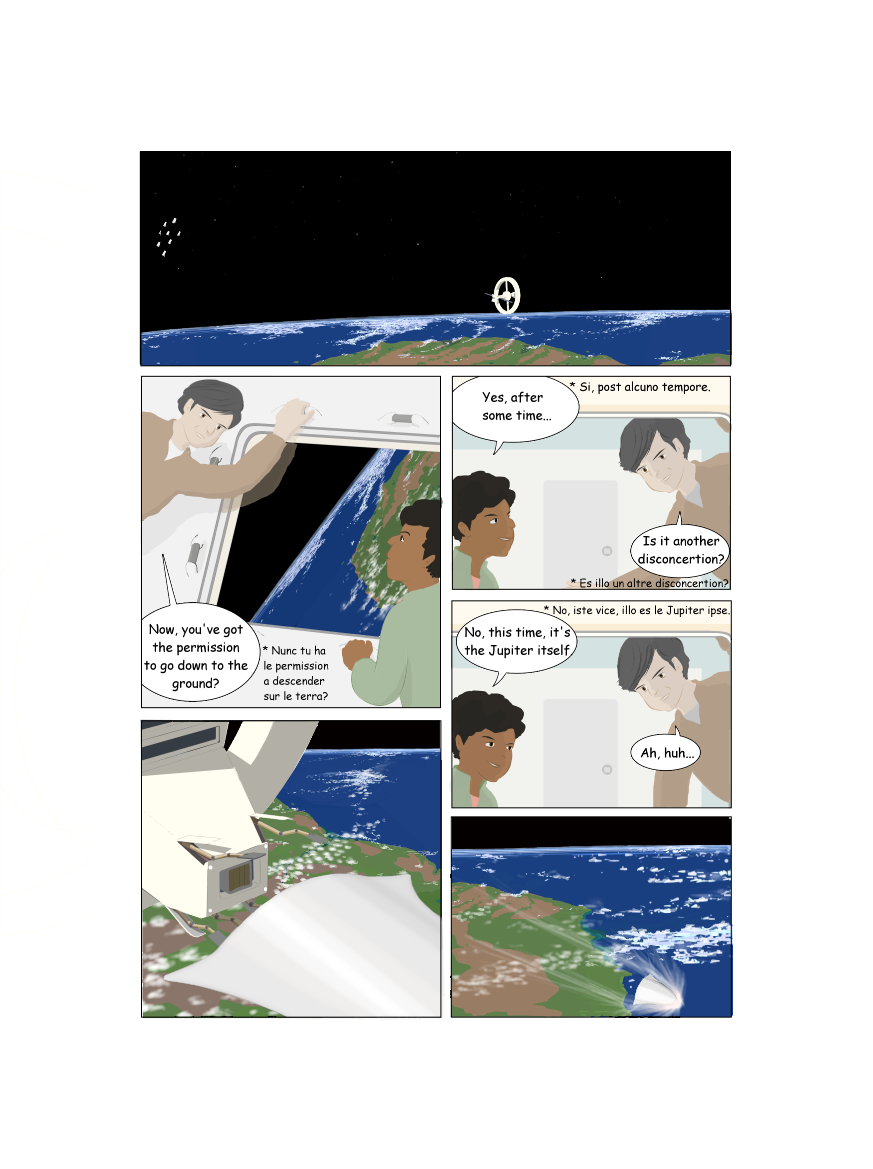 Now, you've got
the permission
to go down to the
ground?
* Nunc tu ha
le permission
a descender
sur le terra?
Yes, after
some time...
* Si, post alcuno tempore.
Is it another
disconcertion?
* Es illo un altre disconcertion?
* No, iste vice, illo es le Jupiter ipse.
No, this time, it's
the Jupiter itself
Ah, huh...